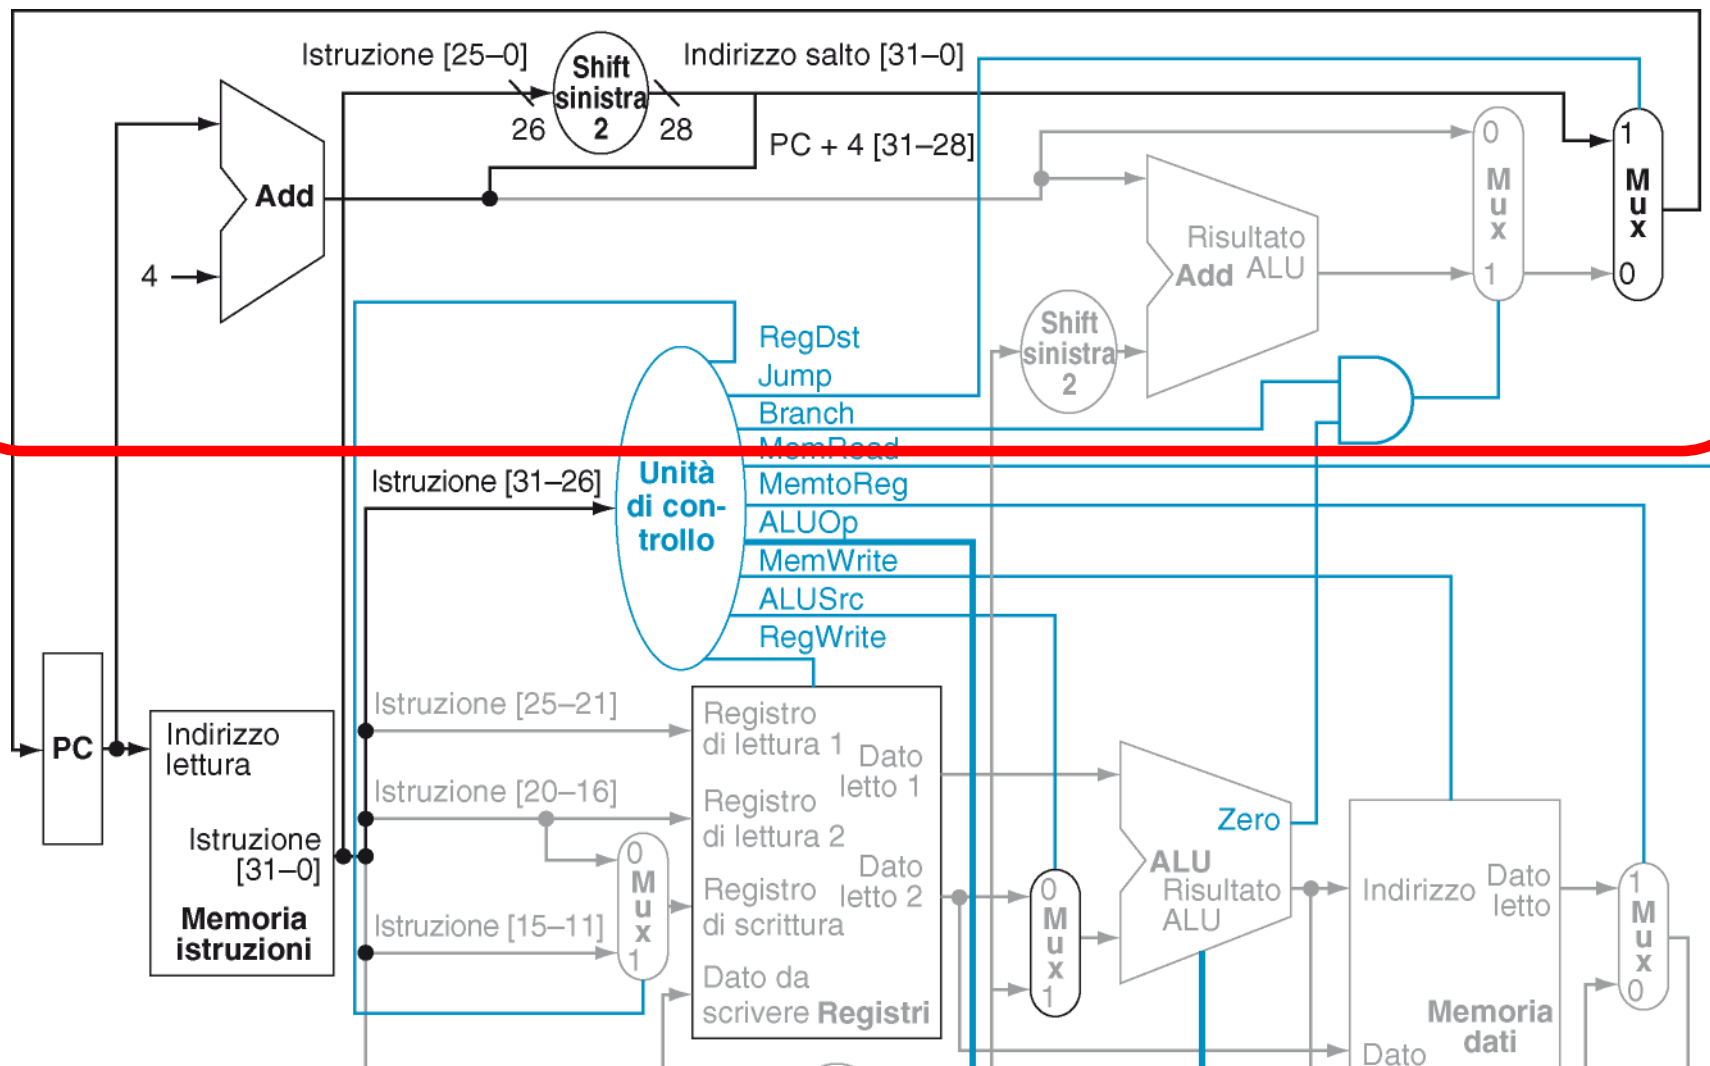 Istruzione [25–0]
Shift
sinistra
2
Indirizzo salto [31–0]
26
28
PC + 4 [31–28]
Add
4
0
M
u
x
1
1
M
u
x
0
Risultato
ALU
Add
Shift
sinistra
2
RegDst
Jump
Branch
MemRead
MemtoReg
ALUOp
MemWrite
ALUSrc
RegWrite
Istruzione [31–26]
Unità
di con-
trollo
PC
Indirizzo
lettura
Istruzione
[31–0]
Memoria
istruzioni
Istruzione [25–21]
Istruzione [20–16]
Istruzione [15–11]
0
M
u
x
1
Registro
di lettura 1
Dato
letto 1
Registro
di lettura 2
Dato
letto 2
Registro
di scrittura
Dato da
scrivere Registri
0
M
u
x
1
Zero
ALU
Risultato
ALU
Indirizzo
Dato
letto
Memoria
dati
Dato
1
M
u
x
0